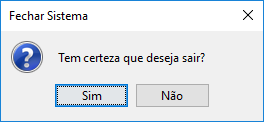 Fechar Sistema
Tem certeza que deseja sair?
Sim
Não